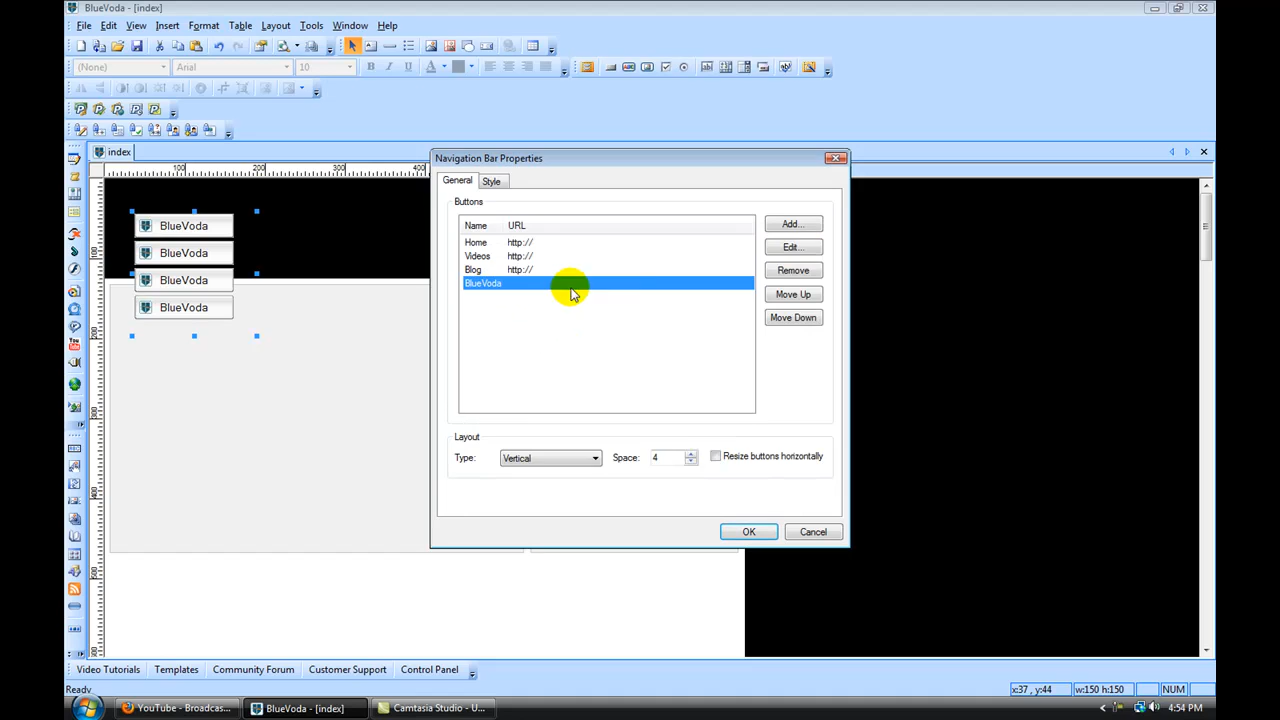 BlueVoda - [index]
File Edit View Insert Format Table Layout Tools Window Help
(None) Arial 10
index
100 200 300 400
Navigation Bar Properties
General Style
Buttons
Name URL
Home http://
Videos http://
Blog http://
BlueVoda
Add...
Edit...
Remove
Move Up
Move Down
BlueVoda
BlueVoda
BlueVoda
BlueVoda
Layout
Type: Vertical Space: 4 Resize buttons horizontally
OK Cancel
Video Tutorials Templates Community Forum Customer Support Control Panel
Ready x:37 , y:44 w:150 h:150 NUM
YouTube - Broadcas... BlueVoda - [index] Camtasia Studio - U... 4:54 PM